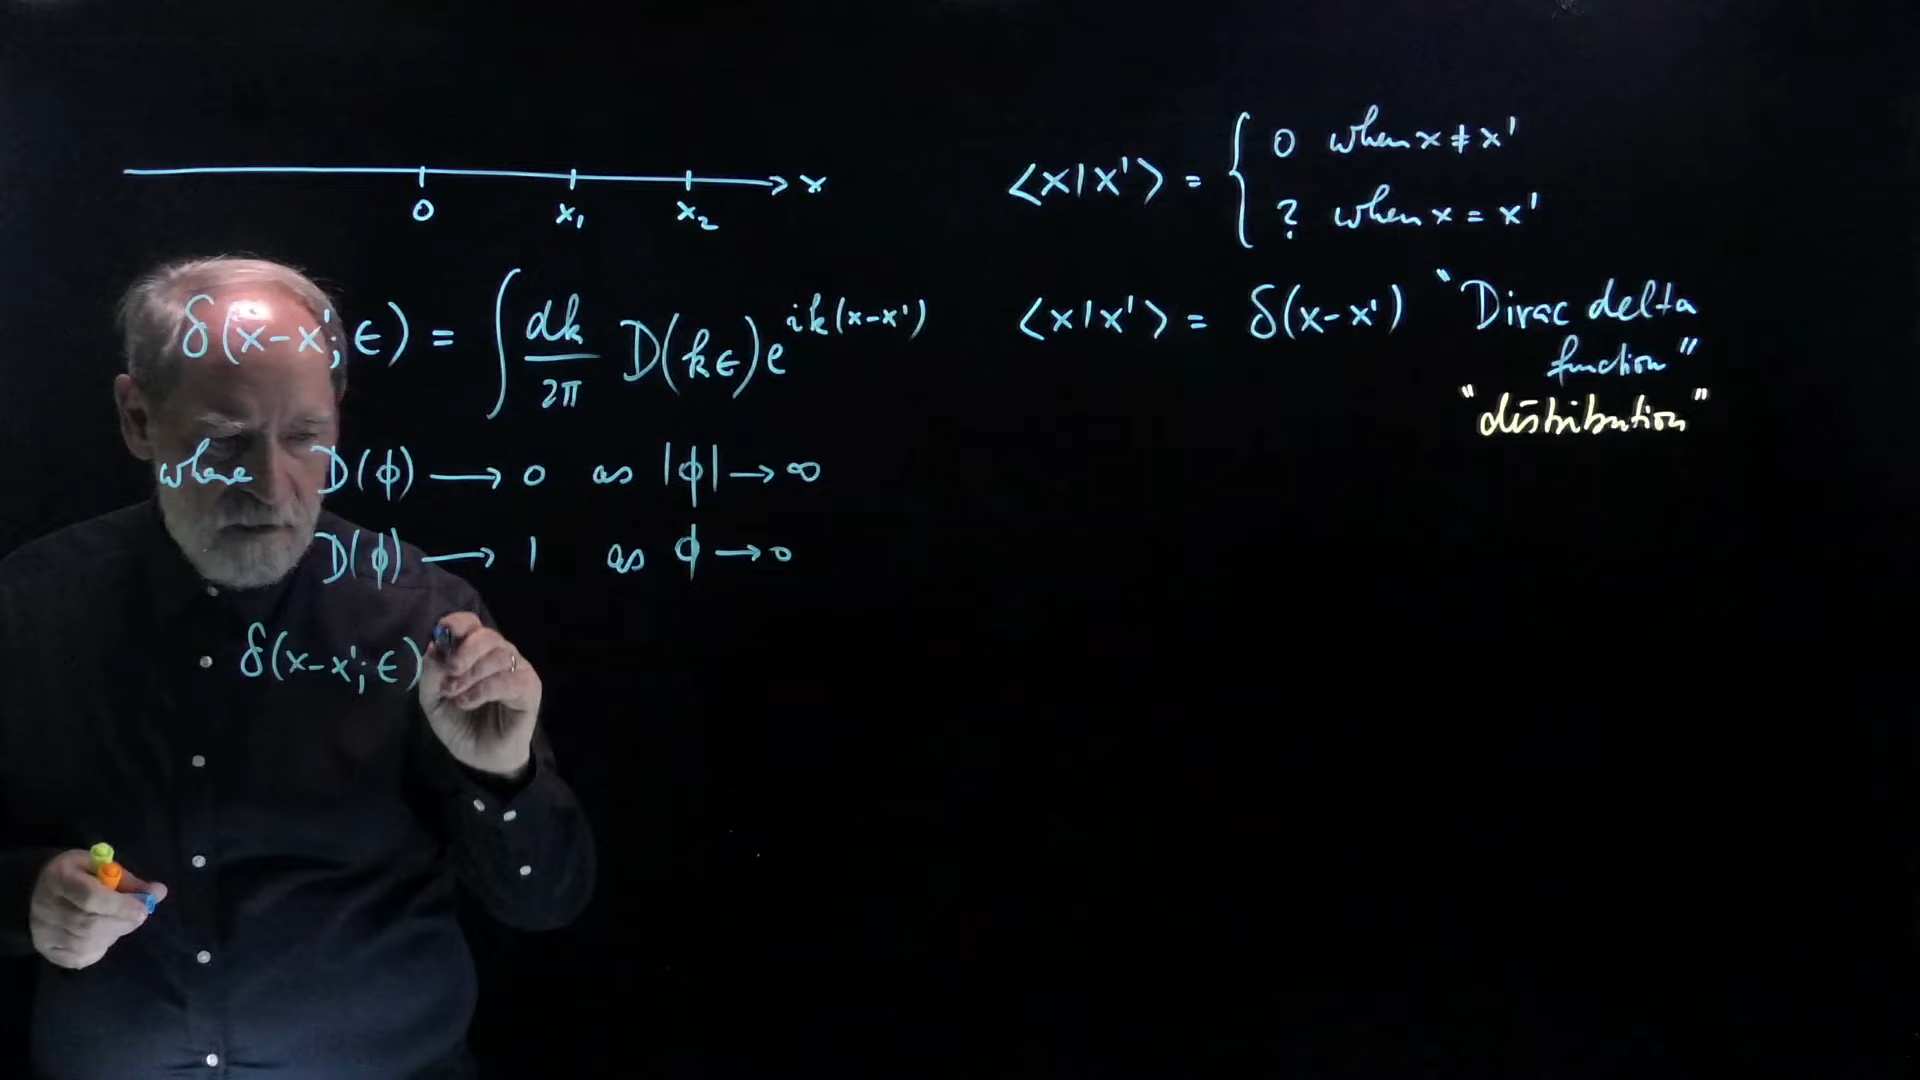 0 x₁ x₂ x
δ(x-x'; ϵ) = ∫ dk/2π D(kϵ) e^{ik(x-x')}
where D(ϕ) ⟶ 0 as |ϕ| → ∞
D(ϕ) ⟶ 1 as ϕ → 0
δ(x-x'; ϵ)
⟨x|x'⟩ = { 0 when x ≠ x'
? when x = x'
⟨x|x'⟩ = δ(x-x') "Dirac delta
function"
"distribution"